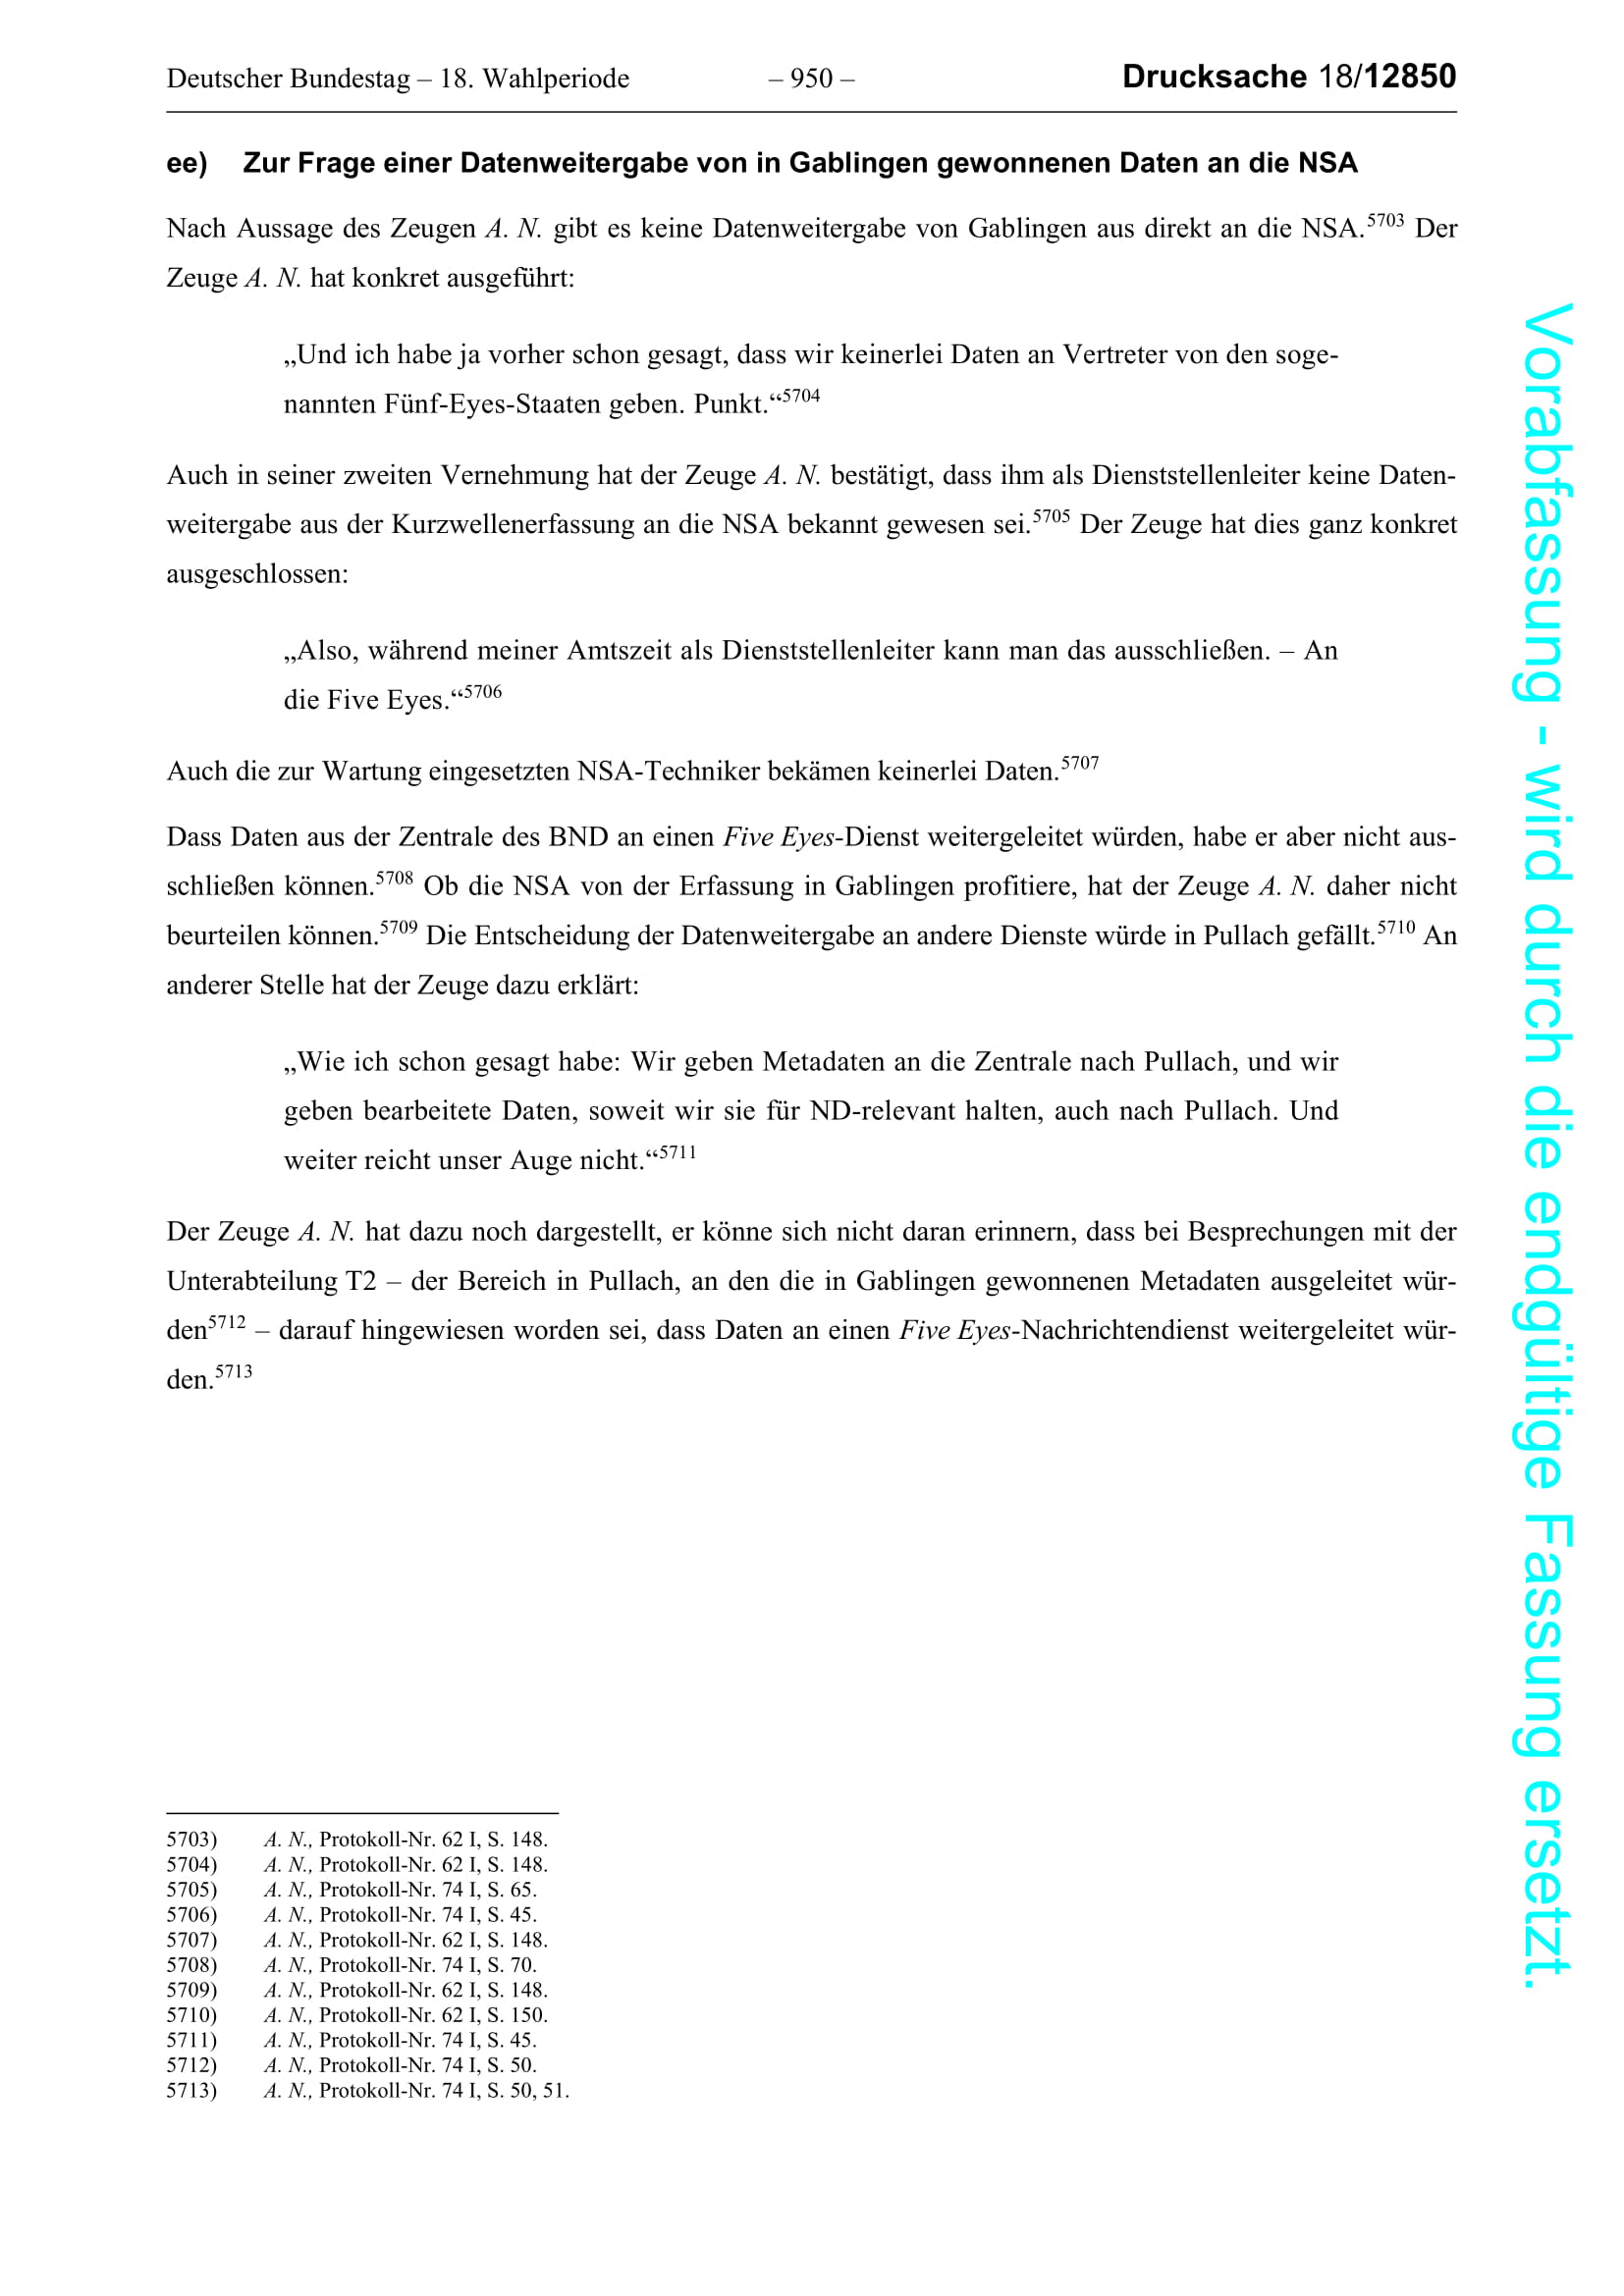 Deutscher Bundestag – 18. Wahlperiode – 950 – Drucksache 18/12850
ee) Zur Frage einer Datenweitergabe von in Gablingen gewonnenen Daten an die NSA
Nach Aussage des Zeugen A. N. gibt es keine Datenweitergabe von Gablingen aus direkt an die NSA.5703 Der
Zeuge A. N. hat konkret ausgeführt:
„Und ich habe ja vorher schon gesagt, dass wir keinerlei Daten an Vertreter von den soge-
nannten Fünf-Eyes-Staaten geben. Punkt.“5704
Auch in seiner zweiten Vernehmung hat der Zeuge A. N. bestätigt, dass ihm als Dienststellenleiter keine Daten-
weitergabe aus der Kurzwellenerfassung an die NSA bekannt gewesen sei.5705 Der Zeuge hat dies ganz konkret
ausgeschlossen:
„Also, während meiner Amtszeit als Dienststellenleiter kann man das ausschließen. – An
die Five Eyes.“5706
Auch die zur Wartung eingesetzten NSA-Techniker bekämen keinerlei Daten.5707
Dass Daten aus der Zentrale des BND an einen Five Eyes-Dienst weitergeleitet würden, habe er aber nicht aus-
schließen können.5708 Ob die NSA von der Erfassung in Gablingen profitiere, hat der Zeuge A. N. daher nicht
beurteilen können.5709 Die Entscheidung der Datenweitergabe an andere Dienste würde in Pullach gefällt.5710 An
anderer Stelle hat der Zeuge dazu erklärt:
„Wie ich schon gesagt habe: Wir geben Metadaten an die Zentrale nach Pullach, und wir
geben bearbeitete Daten, soweit wir sie für ND-relevant halten, auch nach Pullach. Und
weiter reicht unser Auge nicht.“5711
Der Zeuge A. N. hat dazu noch dargestellt, er könne sich nicht daran erinnern, dass bei Besprechungen mit der
Unterabteilung T2 – der Bereich in Pullach, an den die in Gablingen gewonnenen Metadaten ausgeleitet wür-
den5712 – darauf hingewiesen worden sei, dass Daten an einen Five Eyes-Nachrichtendienst weitergeleitet wür-
den.5713
5703) A. N., Protokoll-Nr. 62 I, S. 148.
5704) A. N., Protokoll-Nr. 62 I, S. 148.
5705) A. N., Protokoll-Nr. 74 I, S. 65.
5706) A. N., Protokoll-Nr. 74 I, S. 45.
5707) A. N., Protokoll-Nr. 62 I, S. 148.
5708) A. N., Protokoll-Nr. 74 I, S. 70.
5709) A. N., Protokoll-Nr. 62 I, S. 148.
5710) A. N., Protokoll-Nr. 62 I, S. 150.
5711) A. N., Protokoll-Nr. 74 I, S. 45.
5712) A. N., Protokoll-Nr. 74 I, S. 50.
5713) A. N., Protokoll-Nr. 74 I, S. 50, 51.
Vorabfassung - wird durch die endgültige Fassung ersetzt.